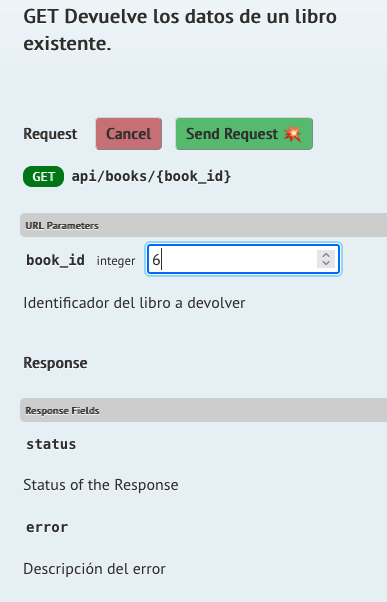 GET Devuelve los datos de un libro
existente.
Request Cancel Send Request 💥
GET api/books/{book_id}
URL Parameters
book_id integer 6
Identificador del libro a devolver
Response
Response Fields
status
Status of the Response
error
Descripción del error